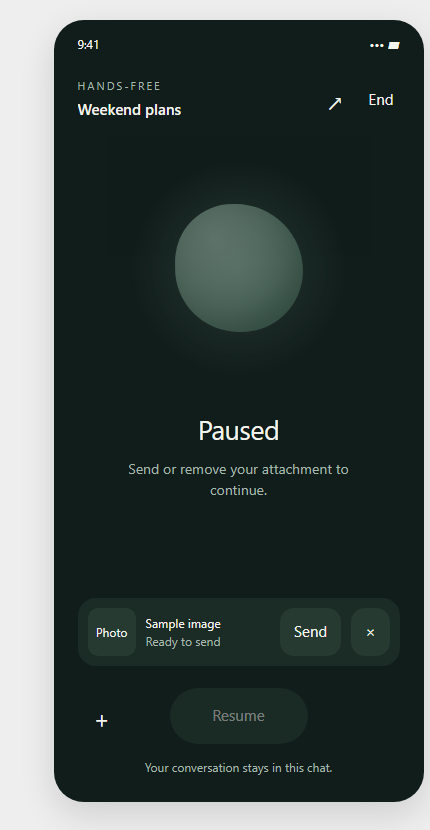 9:41
HANDS-FREE
Weekend plans
↗
End
Paused
Send or remove your attachment to
continue.
Photo
Sample image
Ready to send
Send
×
+
Resume
Your conversation stays in this chat.